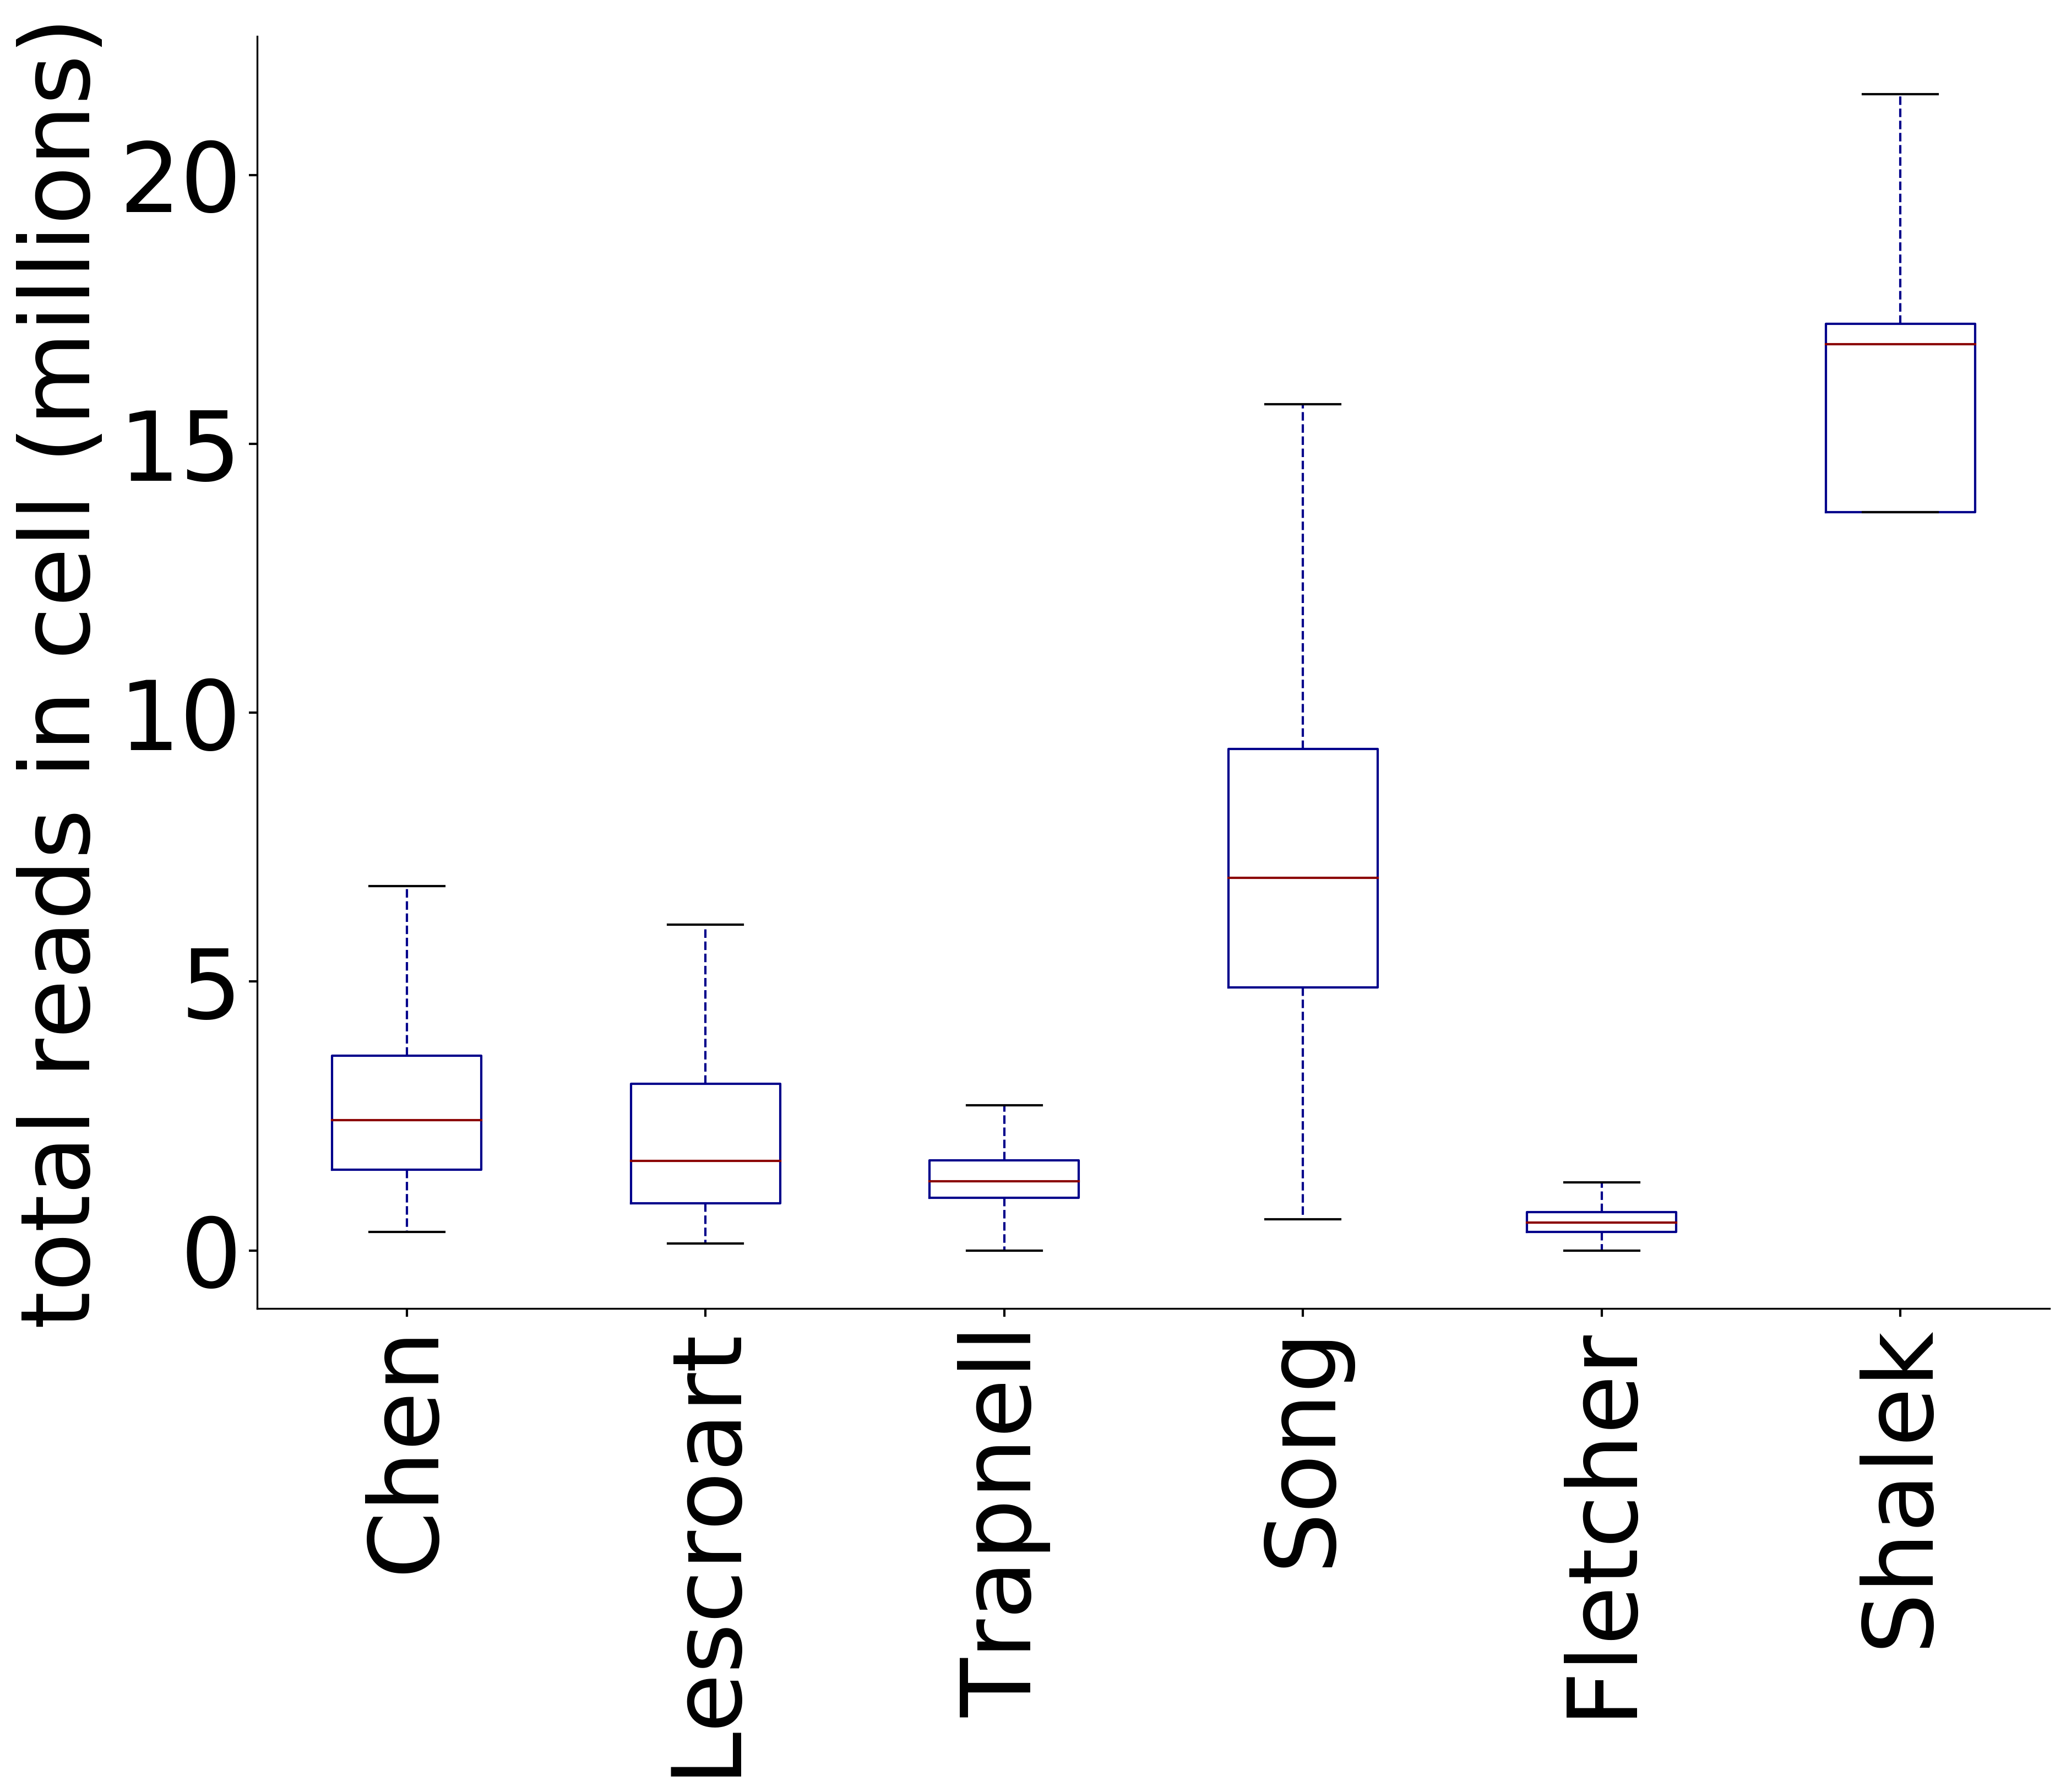 total reads in cell (millions)
20
15
10
5
0
Chen
Lescroart
Trapnell
Song
Fletcher
Shalek